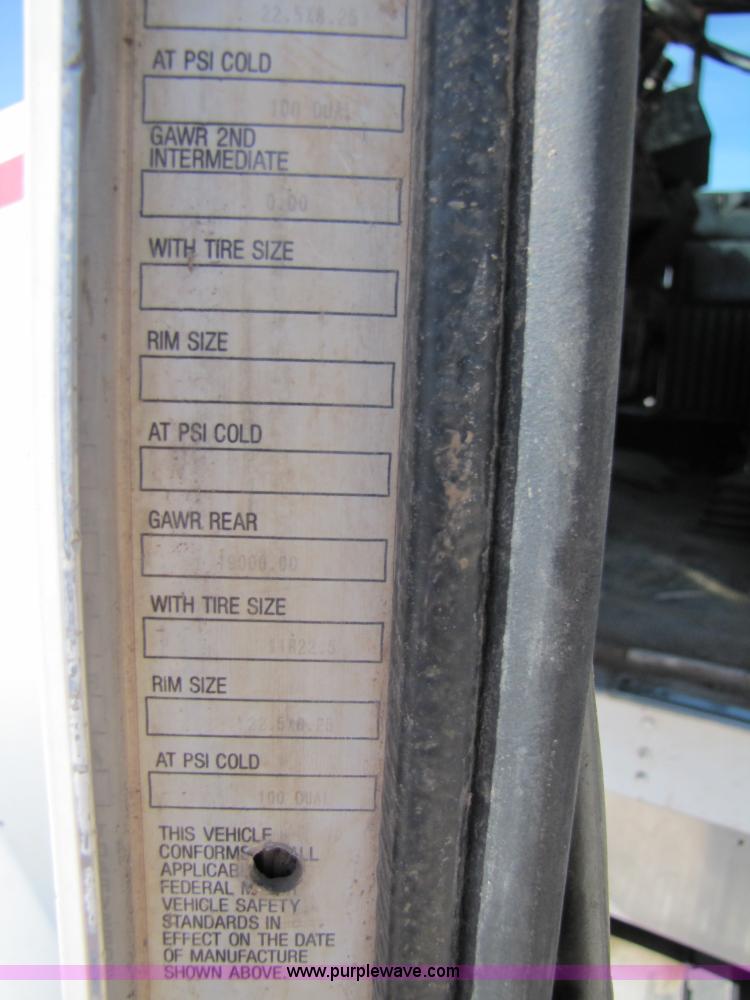 22.5X8.25
AT PSI COLD
100 DUAL
GAWR 2ND
INTERMEDIATE
0.00
WITH TIRE SIZE
RIM SIZE
AT PSI COLD
GAWR REAR
19000.00
WITH TIRE SIZE
11R22.5
RIM SIZE
22.5X8.25
AT PSI COLD
100 DUAL
THIS VEHICLE
CONFORMS ALL
APPLICAB
FEDERAL M
VEHICLE SAFETY
STANDARDS IN
EFFECT ON THE DATE
OF MANUFACTURE
SHOWN ABOVE.
www.purplewave.com